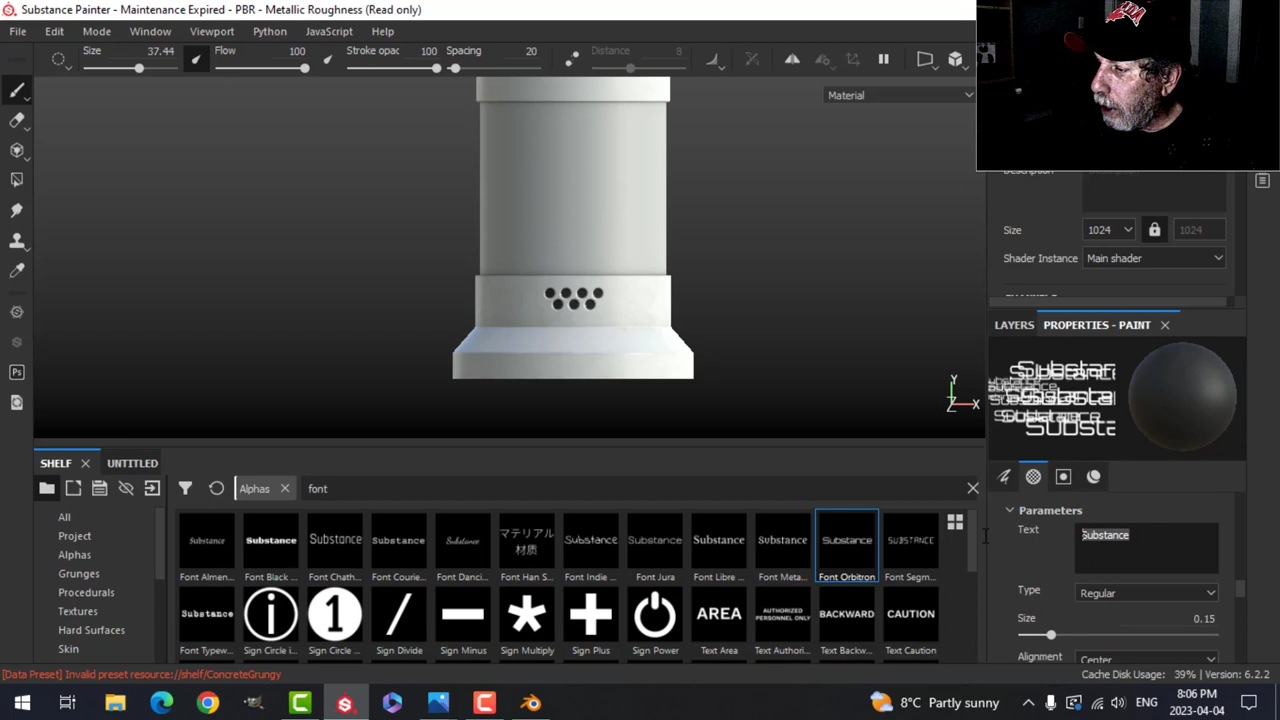 Substance Painter - Maintenance Expired - PBR - Metallic Roughness (Read only)
File Edit Mode Window Viewport Python JavaScript Help
Size 37.44 Flow 100 Stroke opac 100 Spacing 20 Distance 8
Material
Y
Z X
Size 1024 1024
Shader Instance Main shader
LAYERS PROPERTIES - PAINT
Substance
Parameters
Text Substance
Type Regular
Size 0.15
Alignment Center
SHELF UNTITLED
Alphas font
All
Project
Alphas
Grunges
Procedurals
Textures
Hard Surfaces
Skin
Substance Substance Substance Substance Substance マテリアル 材质 Substance Substance Substance Substance Substance SUBSTANCE
Font Almen... Font Black ... Font Chath... Font Courie... Font Danci... Font Han S... Font Indie ... Font Jura Font Libre ... Font Meta... Font Orbitron Font Segm...
Substance i 1 / − * + AREA AUTHORIZED PERSONNEL ONLY BACKWARD CAUTION
Font Typew... Sign Circle i Sign Circle ... Sign Divide Sign Minus Sign Multiply Sign Plus Sign Power Text Area Text Authori... Text Backw... Text Caution
[Data Preset] Invalid preset resource://shelf/ConcreteGrungy
Cache Disk Usage: 39% | Version: 6.2.2
Ps
8°C Partly sunny
ENG
8:06 PM
2023-04-04